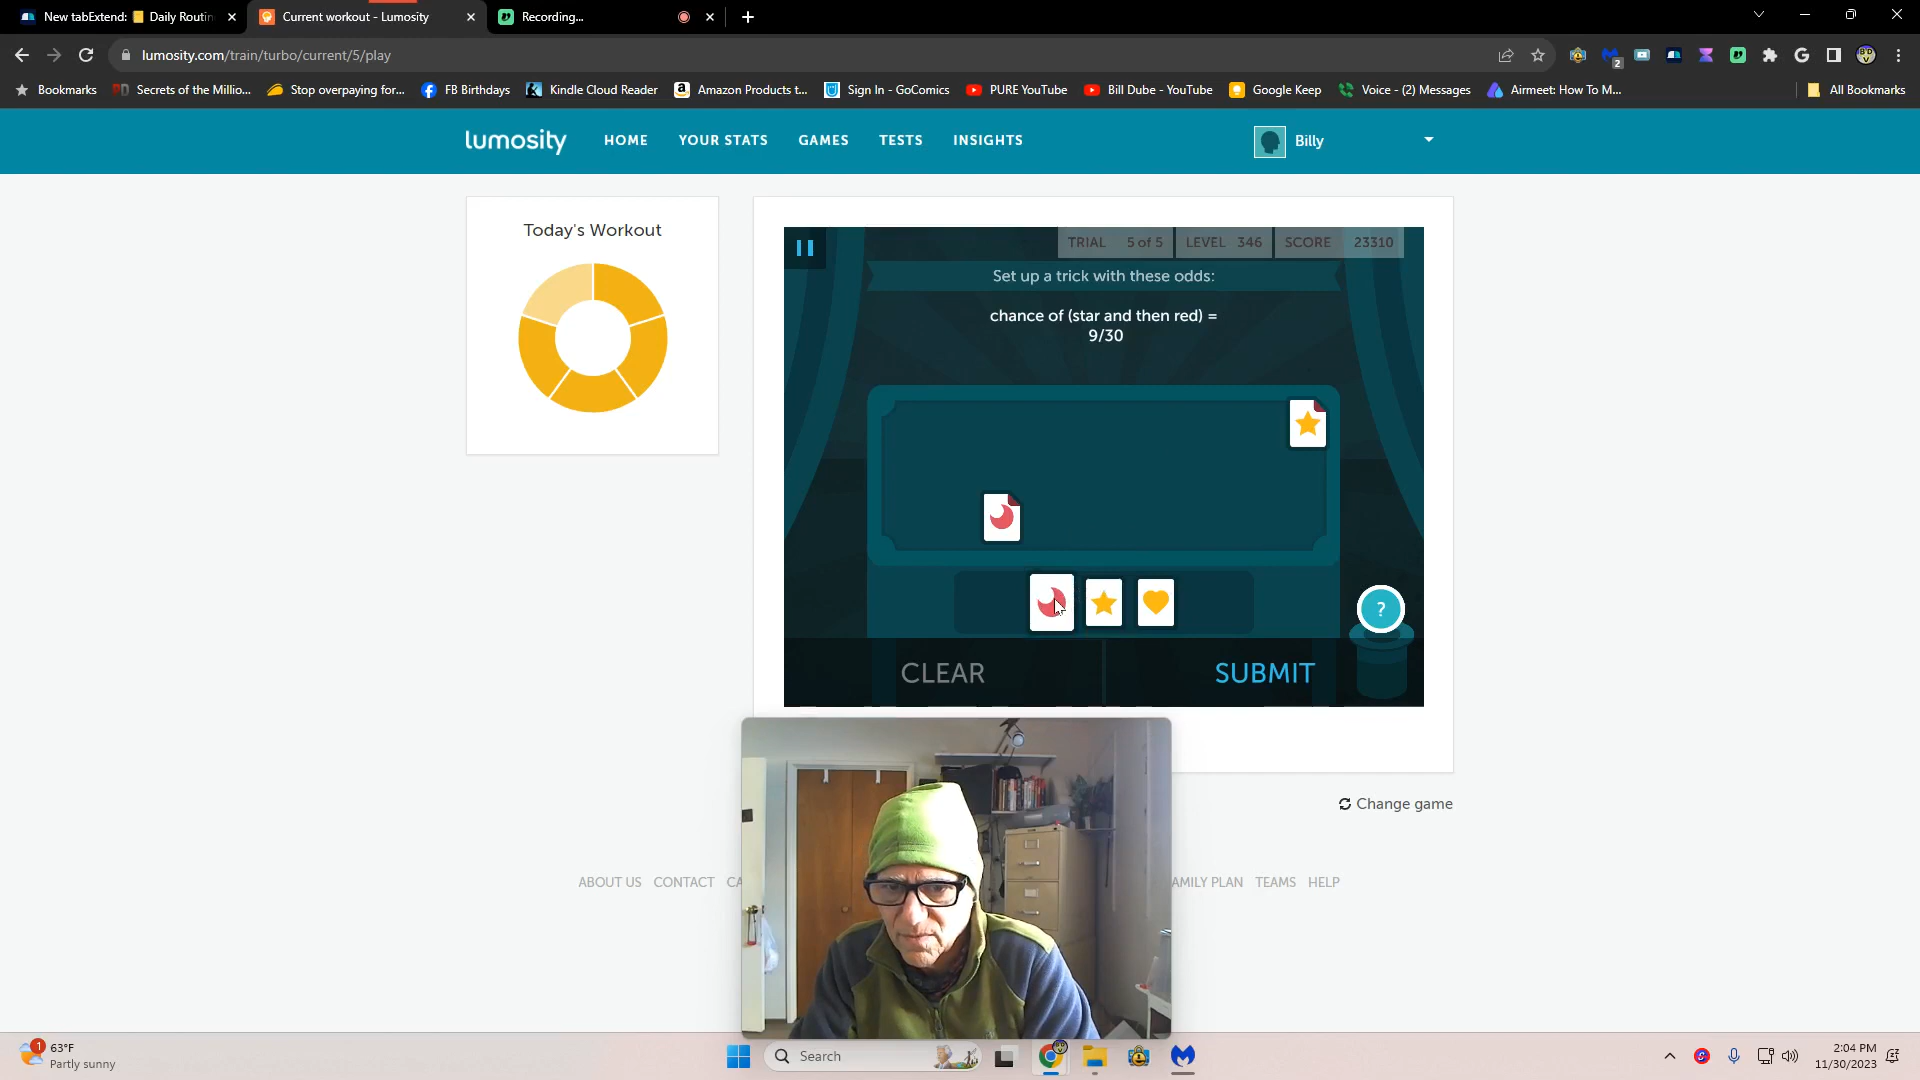 New tabExtend: Daily Routin
Current workout - Lumosity
Recording...
lumosity.com/train/turbo/current/5/play
2
Bookmarks
Secrets of the Millio...
Stop overpaying for...
FB Birthdays
Kindle Cloud Reader
Amazon Products t...
Sign In - GoComics
PURE YouTube
Bill Dube - YouTube
Google Keep
Voice - (2) Messages
Airmeet: How To M...
All Bookmarks
lumosity
HOME
YOUR STATS
GAMES
TESTS
INSIGHTS
Billy
Today's Workout
TRIAL 5 of 5
LEVEL 346
SCORE 23310
Set up a trick with these odds:
chance of (star and then red) =
9/30
?
CLEAR
SUBMIT
Change game
ABOUT US
CONTACT
CA
AMILY PLAN
TEAMS
HELP
1
63°F
Partly sunny
Search
2:04 PM
11/30/2023